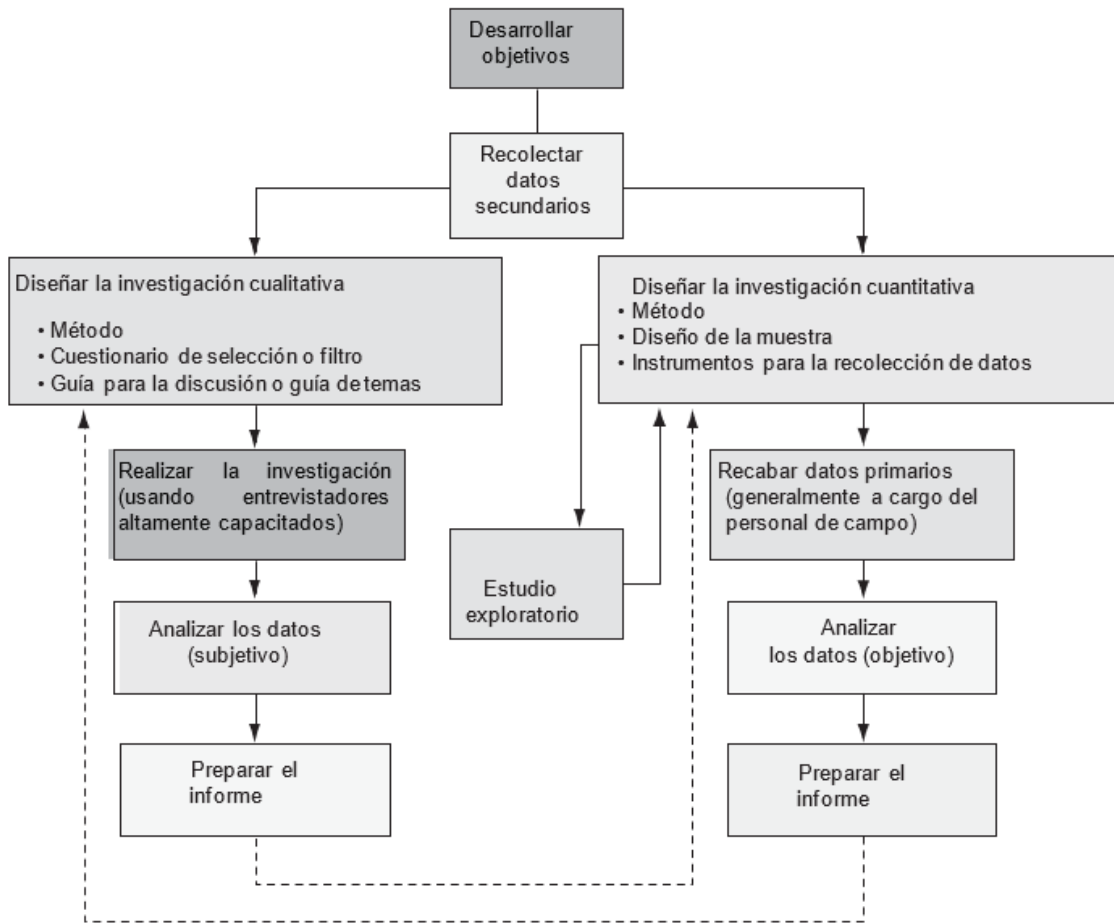 Desarrollar
objetivos
Recolectar
datos
secundarios
Diseñar la investigación cualitativa
• Método
• Cuestionario de selección o filtro
• Guía para la discusión o guía de temas
Diseñar la investigación cuantitativa
• Método
• Diseño de la muestra
• Instrumentos para la recolección de datos
Realizar la investigación
(usando entrevistadores
altamente capacitados)
Recabar datos primarios
(generalmente a cargo del
personal de campo)
Estudio
exploratorio
Analizar los datos
(subjetivo)
Analizar
los datos (objetivo)
Preparar el
informe
Preparar el
informe